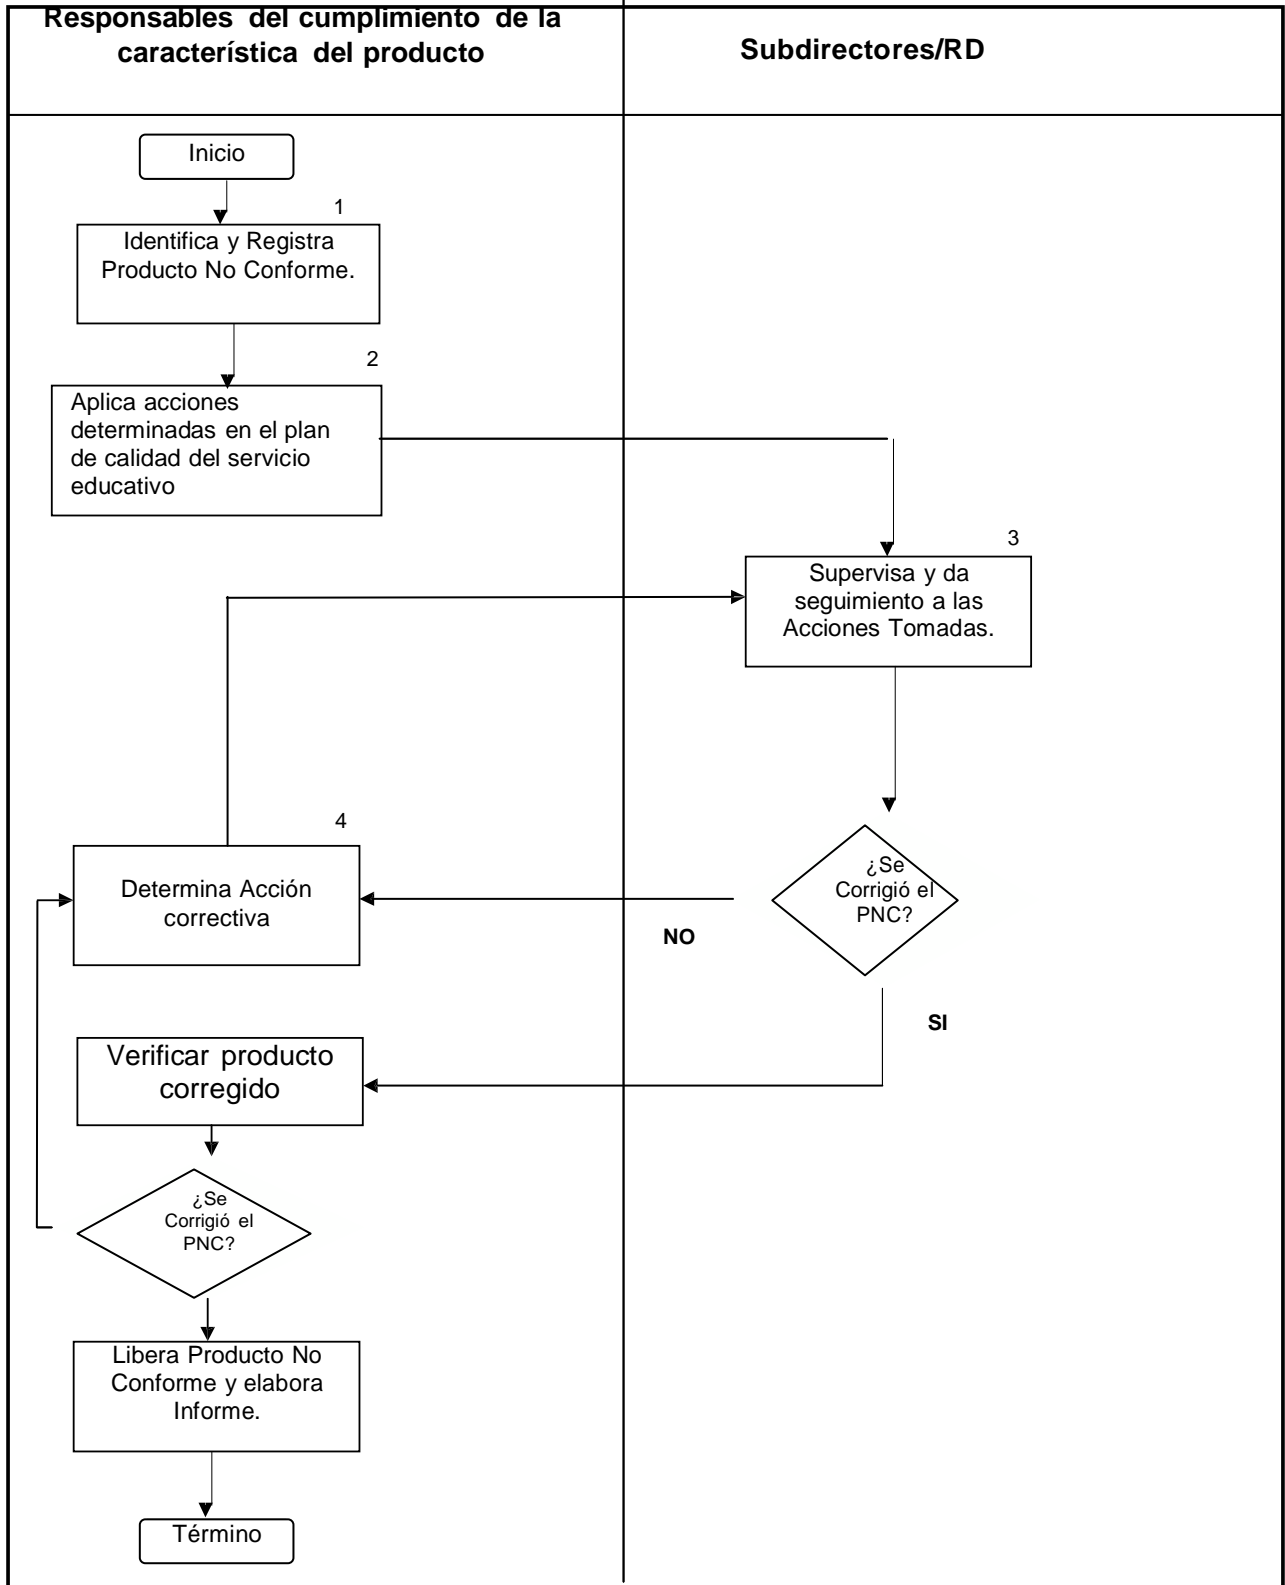 Responsables del cumplimiento de la
característica del producto
Subdirectores/RD
Inicio
1
Identifica y Registra
Producto No Conforme.
2
Aplica acciones
determinadas en el plan
de calidad del servicio
educativo
3
Supervisa y da
seguimiento a las
Acciones Tomadas.
4
Determina Acción
correctiva
¿Se
Corrigió el
PNC?
NO
SI
Verificar producto
corregido
¿Se
Corrigió el
PNC?
Libera Producto No
Conforme y elabora
Informe.
Término